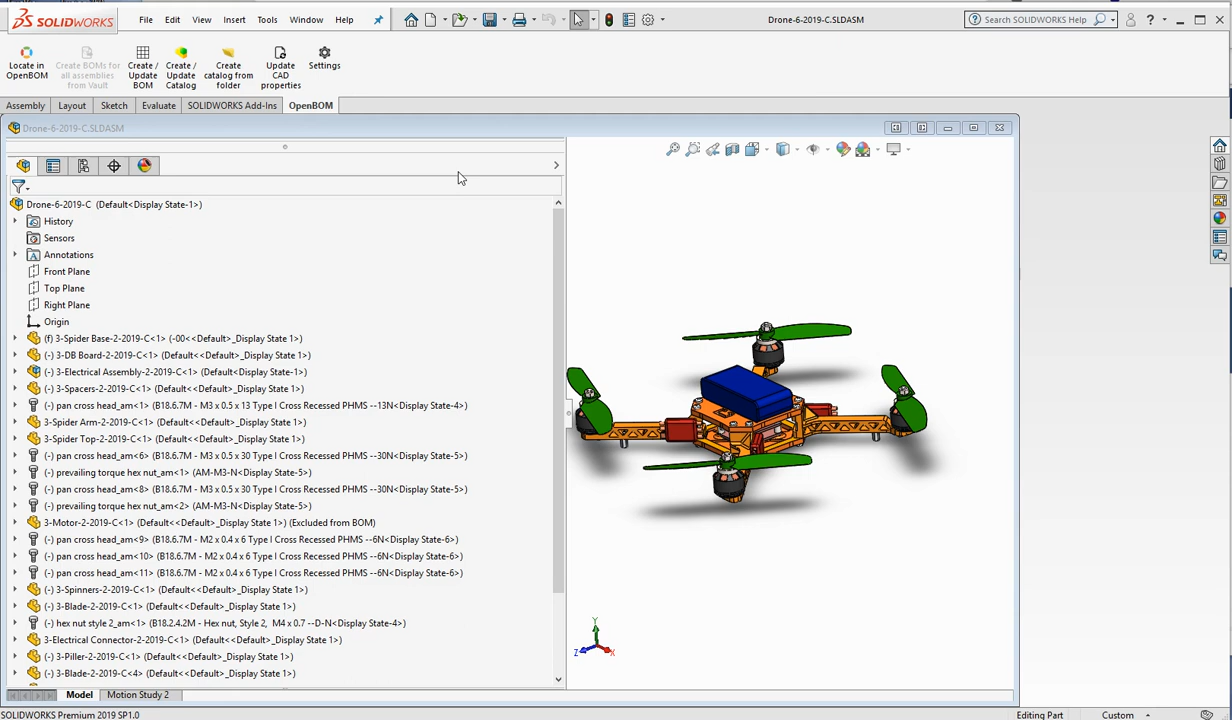 SOLIDWORKS File Edit View Insert Tools Window Help Drone-6-2019-C.SLDASM Search SOLIDWORKS Help ?
Locate in OpenBOM
Create BOMs for all assemblies from Vault
Create / Update BOM
Create / Update Catalog
Create catalog from folder
Update CAD properties
Settings
Assembly Layout Sketch Evaluate SOLIDWORKS Add-Ins OpenBOM
Drone-6-2019-C.SLDASM
Drone-6-2019-C (Default<Display State-1>)
History
Sensors
Annotations
Front Plane
Top Plane
Right Plane
Origin
(f) 3-Spider Base-2-2019-C<1> (-00<<Default>_Display State 1>)
(-) 3-DB Board-2-2019-C<1> (Default<<Default>_Display State 1>)
(-) 3-Electrical Assembly-2-2019-C<1> (Default<Display State-1>)
(-) 3-Spacers-2-2019-C<1> (Default<<Default>_Display State 1>)
(-) pan cross head_am<1> (B18.6.7M - M3 x 0.5 x 13 Type I Cross Recessed PHMS --13N<Display State-4>)
(-) 3-Spider Arm-2-2019-C<1> (Default<<Default>_Display State 1>)
(-) 3-Spider Top-2-2019-C<1> (Default<<Default>_Display State 1>)
(-) pan cross head_am<6> (B18.6.7M - M3 x 0.5 x 30 Type I Cross Recessed PHMS --30N<Display State-5>)
(-) prevailing torque hex nut_am<1> (AM-M3-N<Display State-5>)
(-) pan cross head_am<8> (B18.6.7M - M3 x 0.5 x 30 Type I Cross Recessed PHMS --30N<Display State-5>)
(-) prevailing torque hex nut_am<2> (AM-M3-N<Display State-5>)
3-Motor-2-2019-C<1> (Default<<Default>_Display State 1>) (Excluded from BOM)
(-) pan cross head_am<9> (B18.6.7M - M2 x 0.4 x 6 Type I Cross Recessed PHMS --6N<Display State-6>)
(-) pan cross head_am<10> (B18.6.7M - M2 x 0.4 x 6 Type I Cross Recessed PHMS --6N<Display State-6>)
(-) pan cross head_am<11> (B18.6.7M - M2 x 0.4 x 6 Type I Cross Recessed PHMS --6N<Display State-6>)
(-) 3-Spinners-2-2019-C<1> (Default<<Default>_Display State 1>)
(-) 3-Blade-2-2019-C<1> (Default<<Default>_Display State 1>)
(-) hex nut style 2_am<1> (B18.2.4.2M - Hex nut, Style 2,  M4 x 0.7 --D-N<Display State-4>)
3-Electrical Connector-2-2019-C<1> (Default<<Default>_Display State 1>)
(-) 3-Piller-2-2019-C<1> (Default<<Default>_Display State 1>)
(-) 3-Blade-2-2019-C<4> (Default<<Default>_Display State 1>)
Y
Z X
Model Motion Study 2
SOLIDWORKS Premium 2019 SP1.0 Editing Part Custom